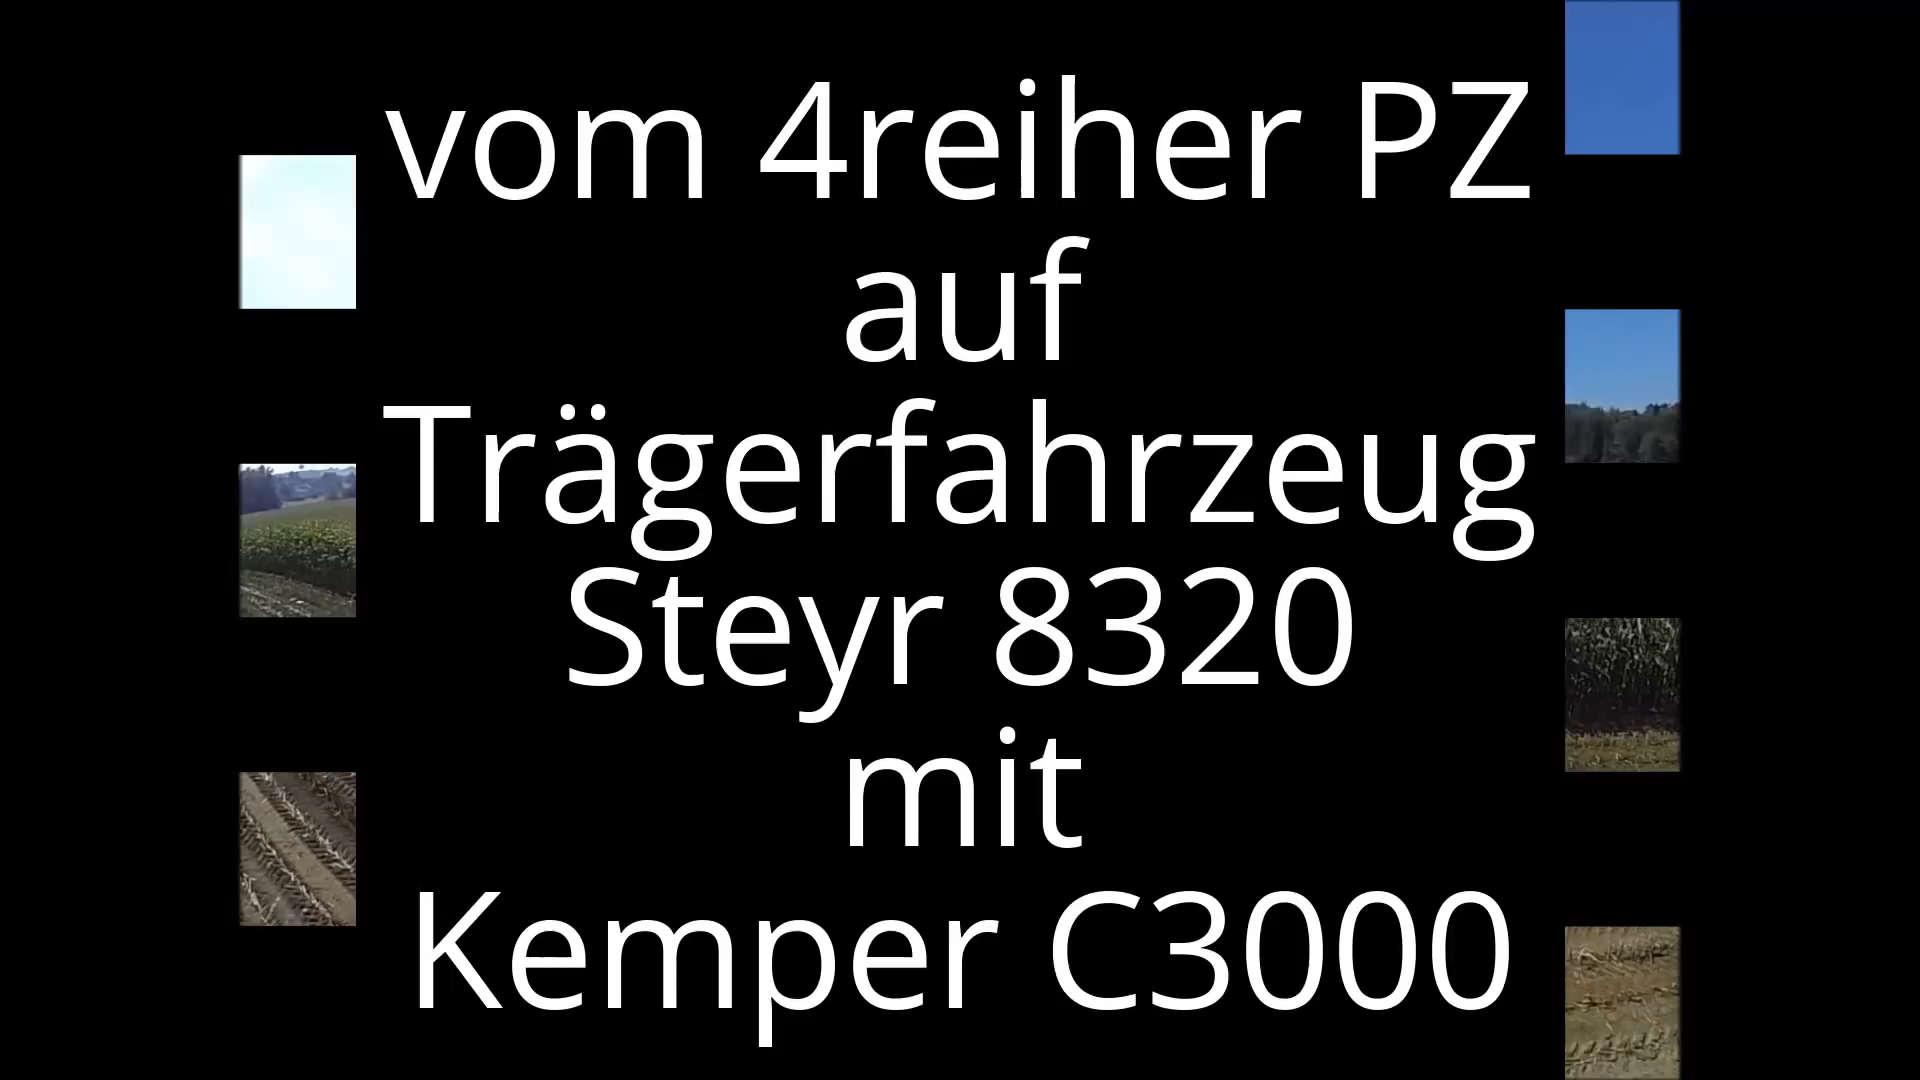 vom 4reiher PZ
auf
Trägerfahrzeug
Steyr 8320
mit
Kemper C3000